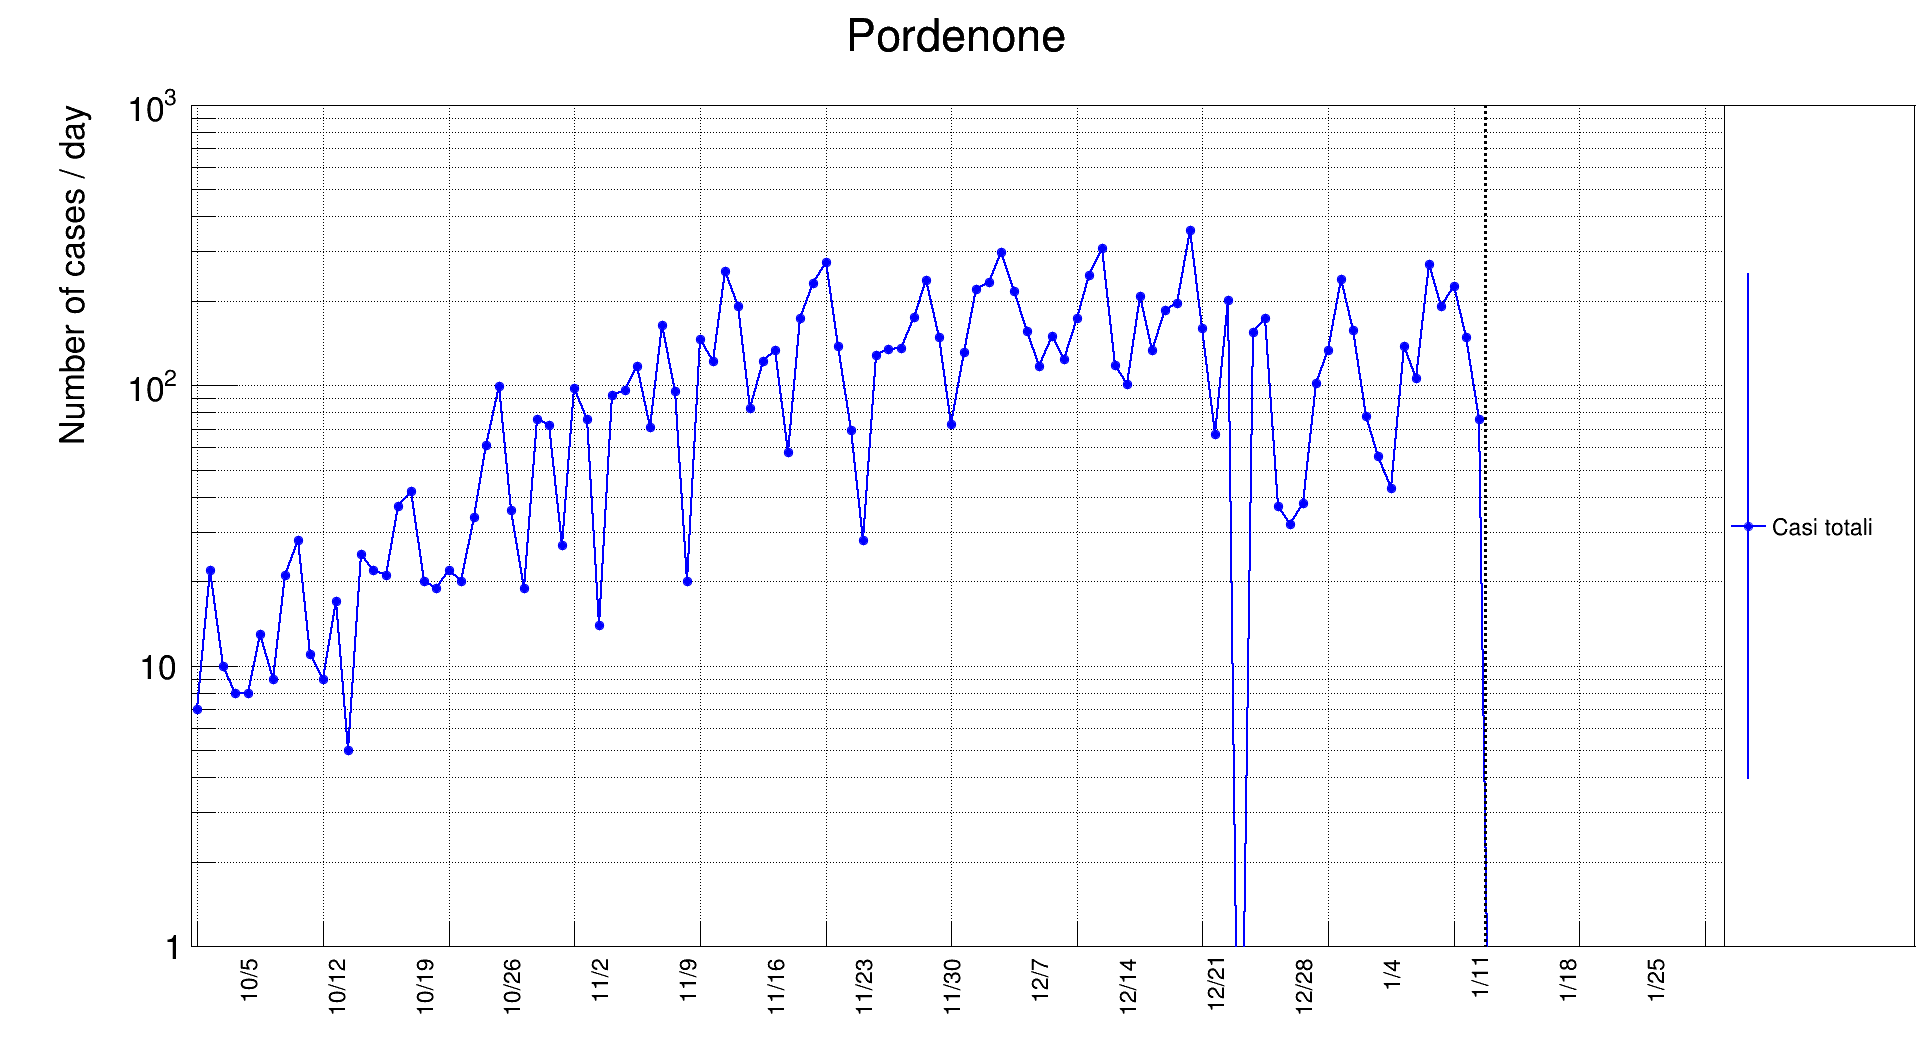 Pordenone
Number of cases / day
10³
10²
10
1
10/5 10/12 10/19 10/26 11/2 11/9 11/16 11/23 11/30 12/7 12/14 12/21 12/28 1/4 1/11 1/18 1/25
Casi totali